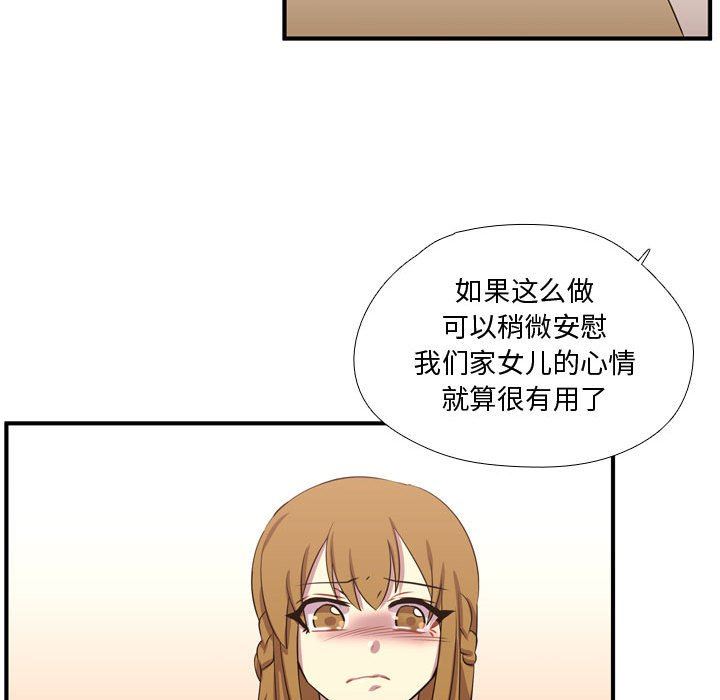 如果这么做
可以稍微安慰
我们家女儿的心情
就算很有用了